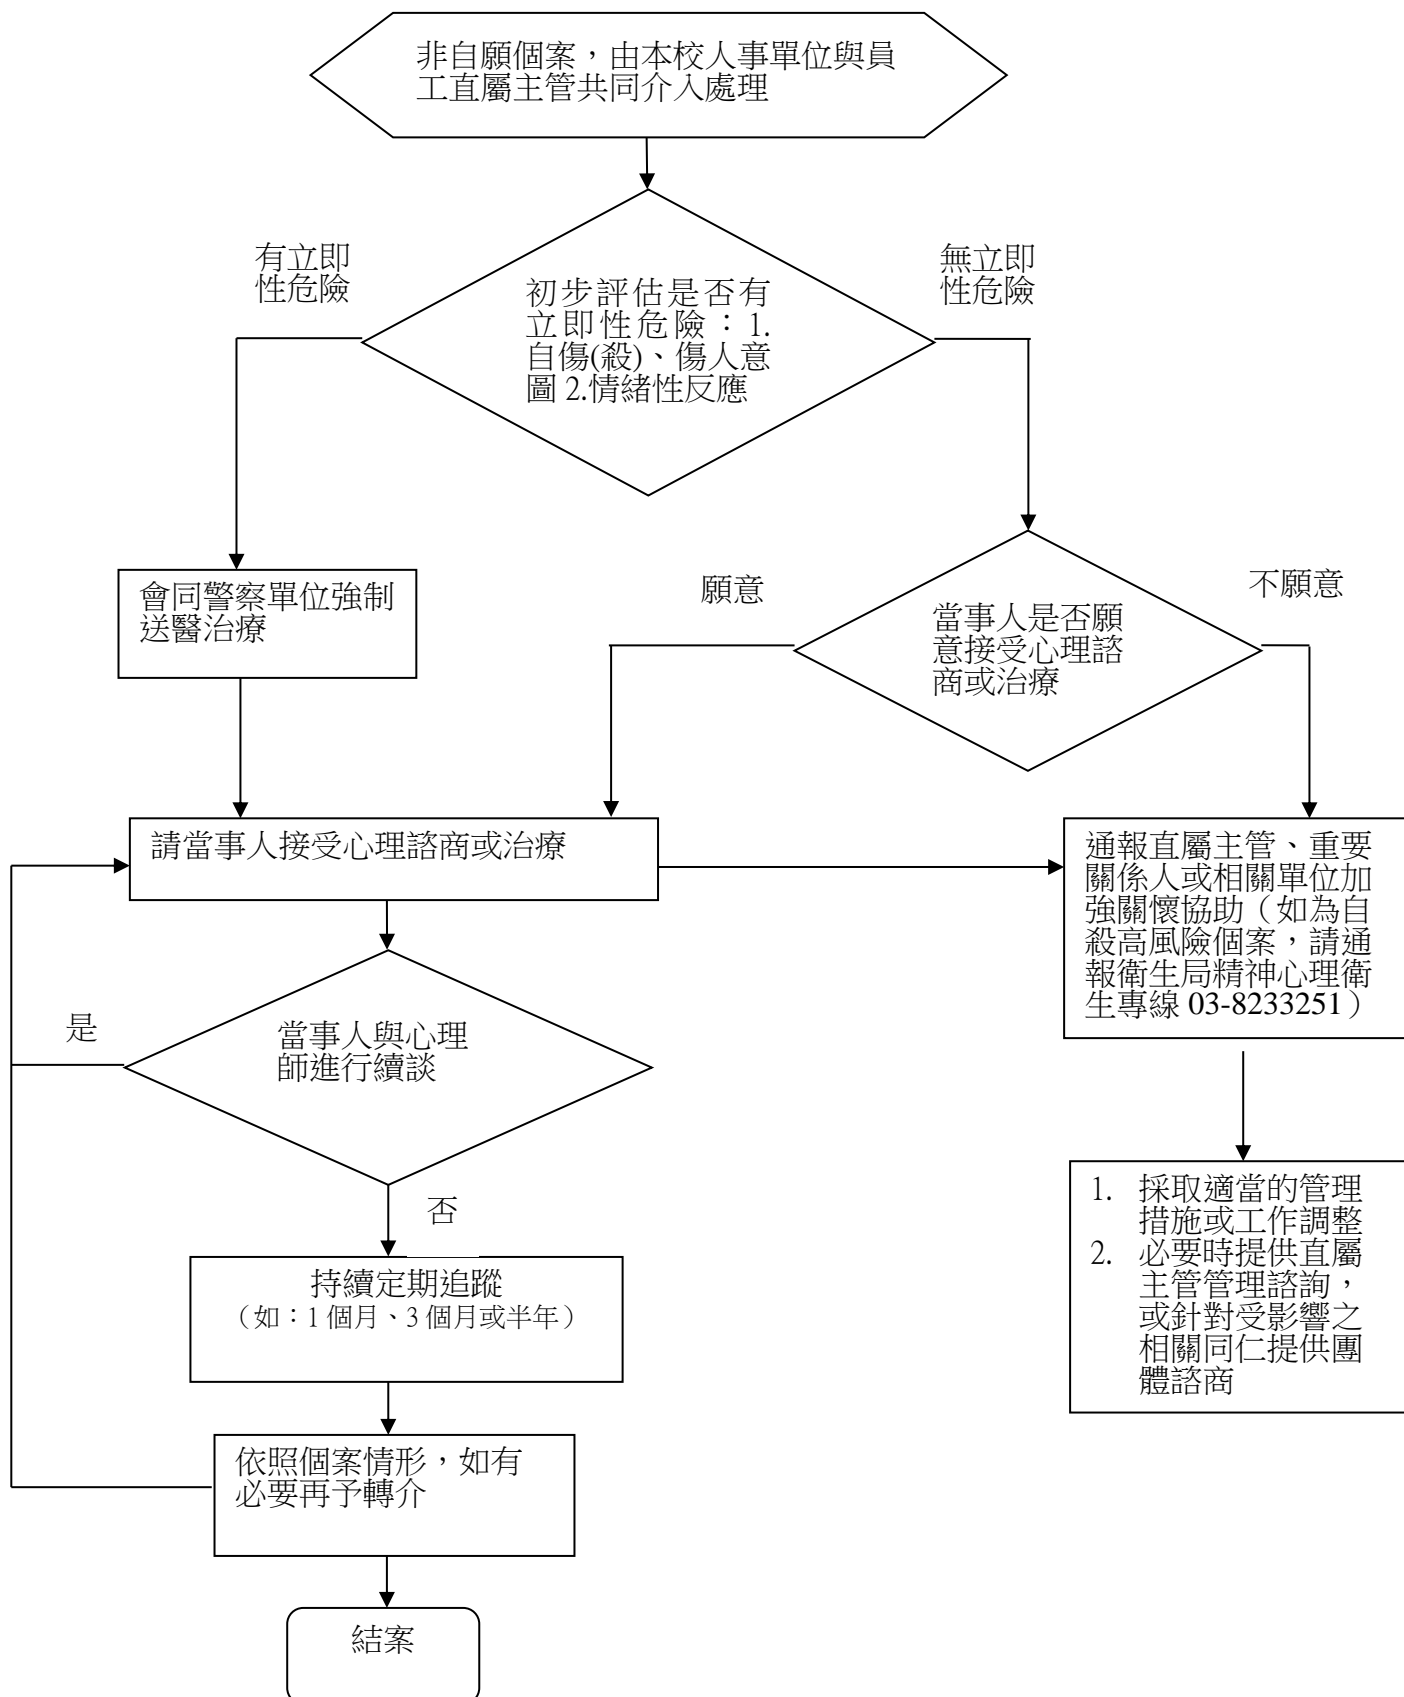 非自願個案，由本校人事單位與員
工直屬主管共同介入處理
有立即
性危險
無立即
性危險
初步評估是否有
立即性危險：1.
自傷(殺)、傷人意
圖 2.情緒性反應
會同警察單位強制
送醫治療
願意
不願意
當事人是否願
意接受心理諮
商或治療
請當事人接受心理諮商或治療
通報直屬主管、重要
關係人或相關單位加
強關懷協助（如為自
殺高風險個案，請通
報衛生局精神心理衛
生專線 03-8233251）
是
當事人與心理
師進行續談
否
持續定期追蹤
（如：1 個月、3 個月或半年）
1. 採取適當的管理
措施或工作調整
2. 必要時提供直屬
主管管理諮詢，
或針對受影響之
相關同仁提供團
體諮商
依照個案情形，如有
必要再予轉介
結案